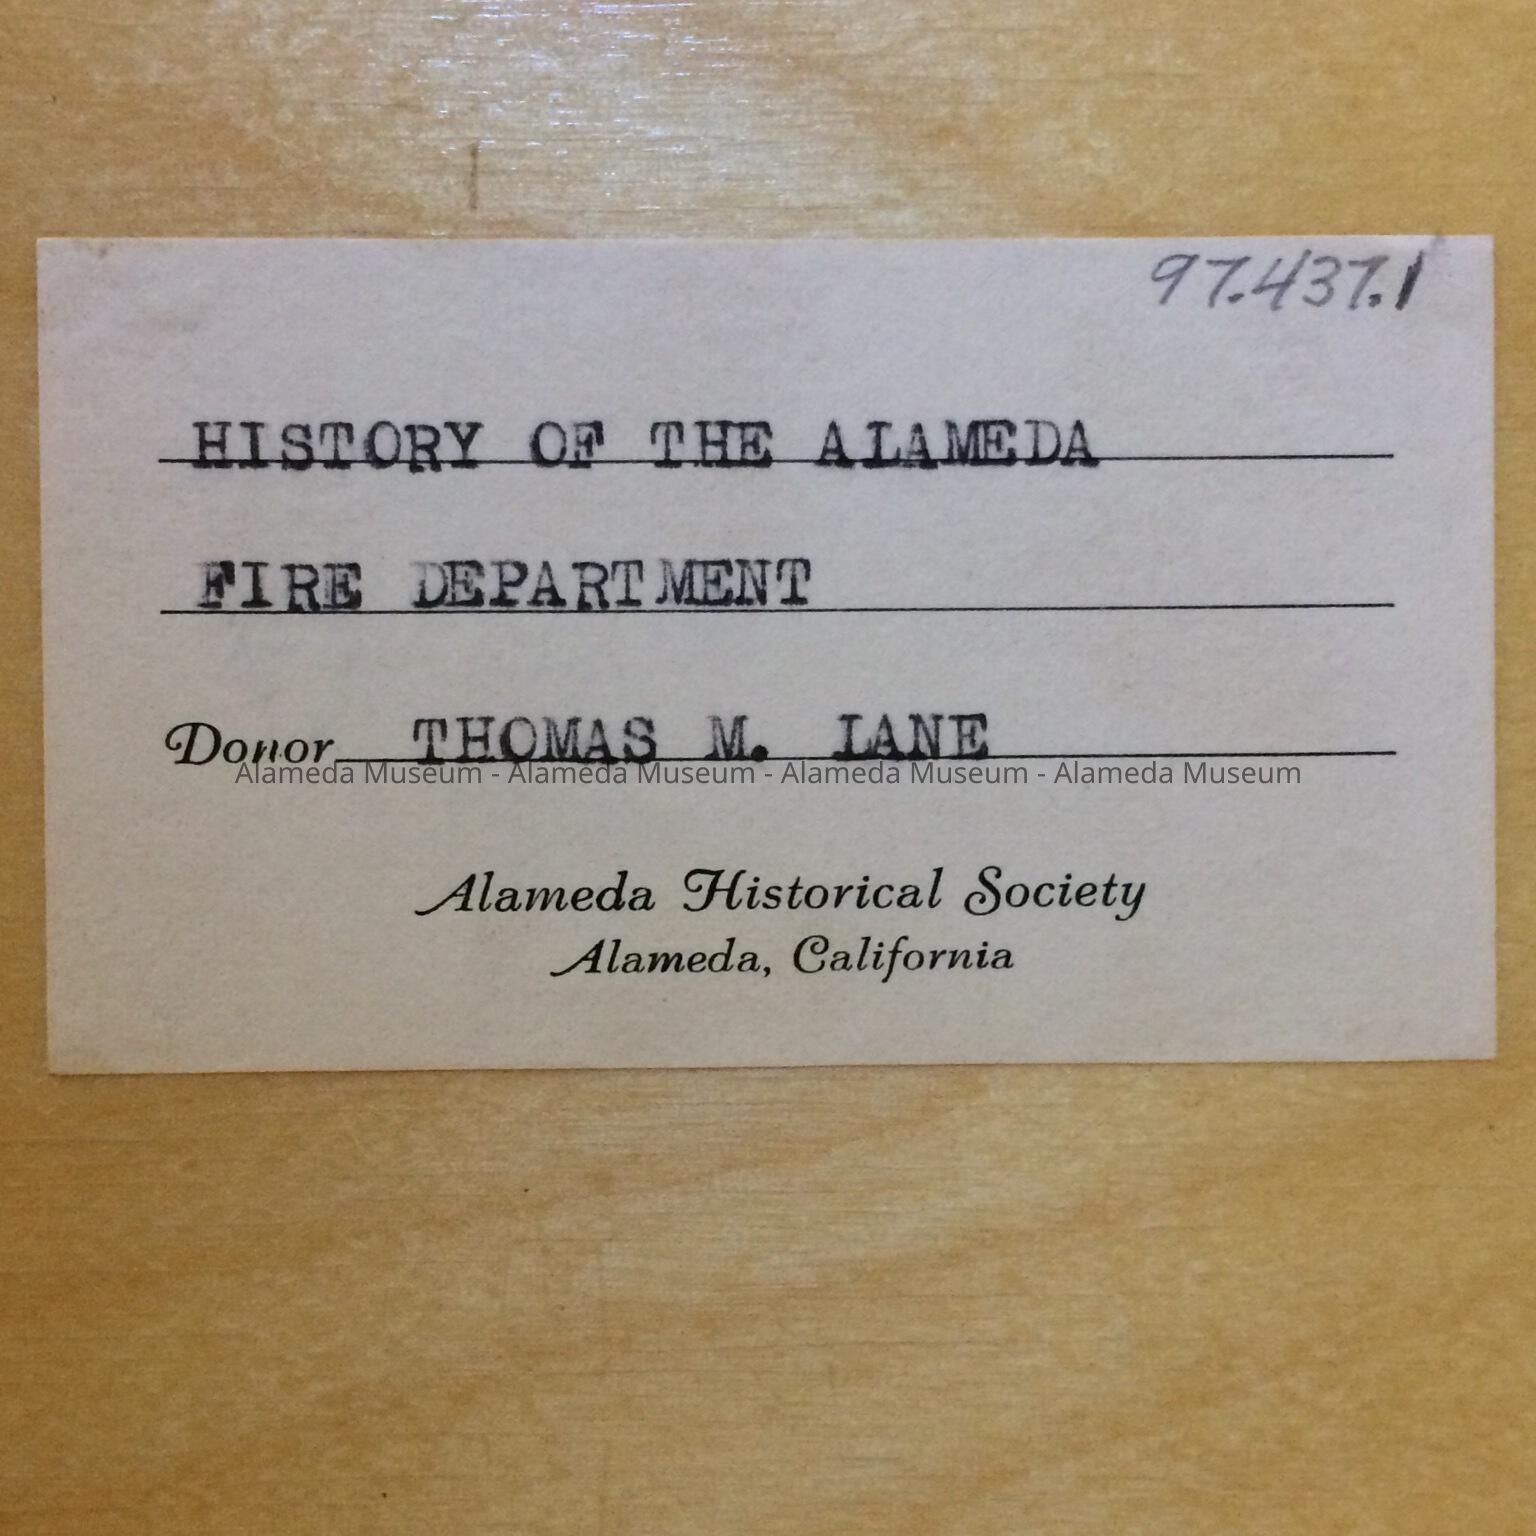 97.437.1
HISTORY OF THE ALAMEDA
FIRE DEPARTMENT
Donor THOMAS M. LANE
Alameda Museum - Alameda Museum - Alameda Museum - Alameda Museum
Alameda Historical Society
Alameda, California